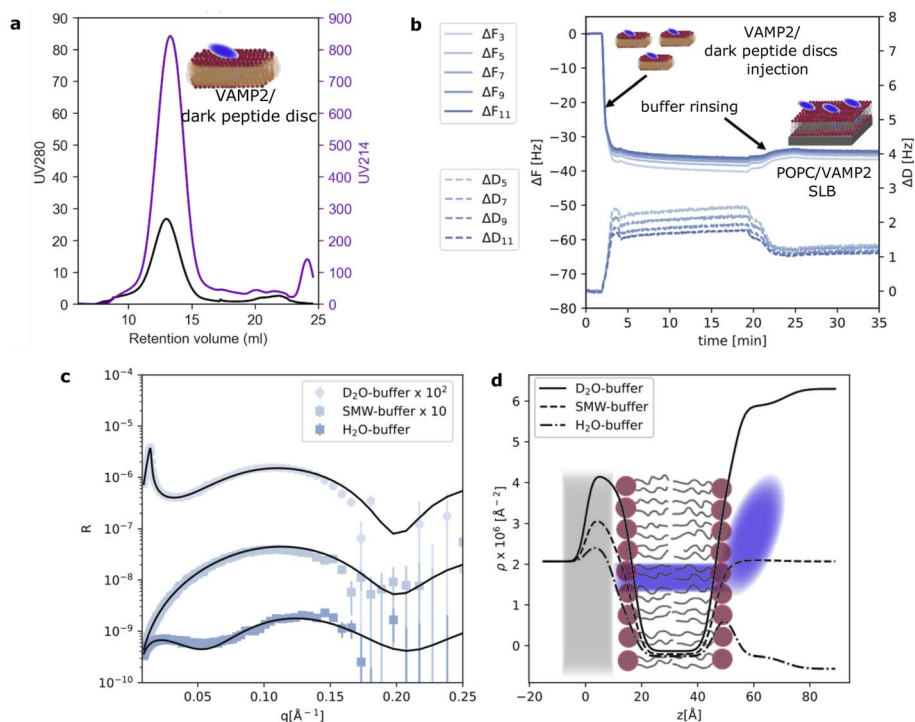 a
90
80
70
60
50
40
30
20
10
0
UV280
900
800
700
600
500
400
300
200
100
0
UV214
10 15 20 25
Retention volume (ml)
VAMP2/
dark peptide disc
b
ΔF3
ΔF5
ΔF7
ΔF9
ΔF11
ΔD5
ΔD7
ΔD9
ΔD11
0
−10
−20
−30
−40
−50
−60
−70
−80
ΔF [Hz]
VAMP2/
dark peptide discs
injection
buffer rinsing
POPC/VAMP2
SLB
8
7
6
5
4
3
2
1
0
ΔD [Hz]
0 5 10 15 20 25 30 35
time [min]
c
10⁻⁴
10⁻⁵
10⁻⁶
10⁻⁷
10⁻⁸
10⁻⁹
10⁻¹⁰
R
D₂O-buffer x 10²
SMW-buffer x 10
H₂O-buffer
0.05 0.10 0.15 0.20 0.25
q[Å⁻¹]
d
D₂O-buffer
SMW-buffer
H₂O-buffer
6
5
4
3
2
1
0
ρ x 10⁶ [Å⁻²]
−20 0 20 40 60 80 100
z[Å]